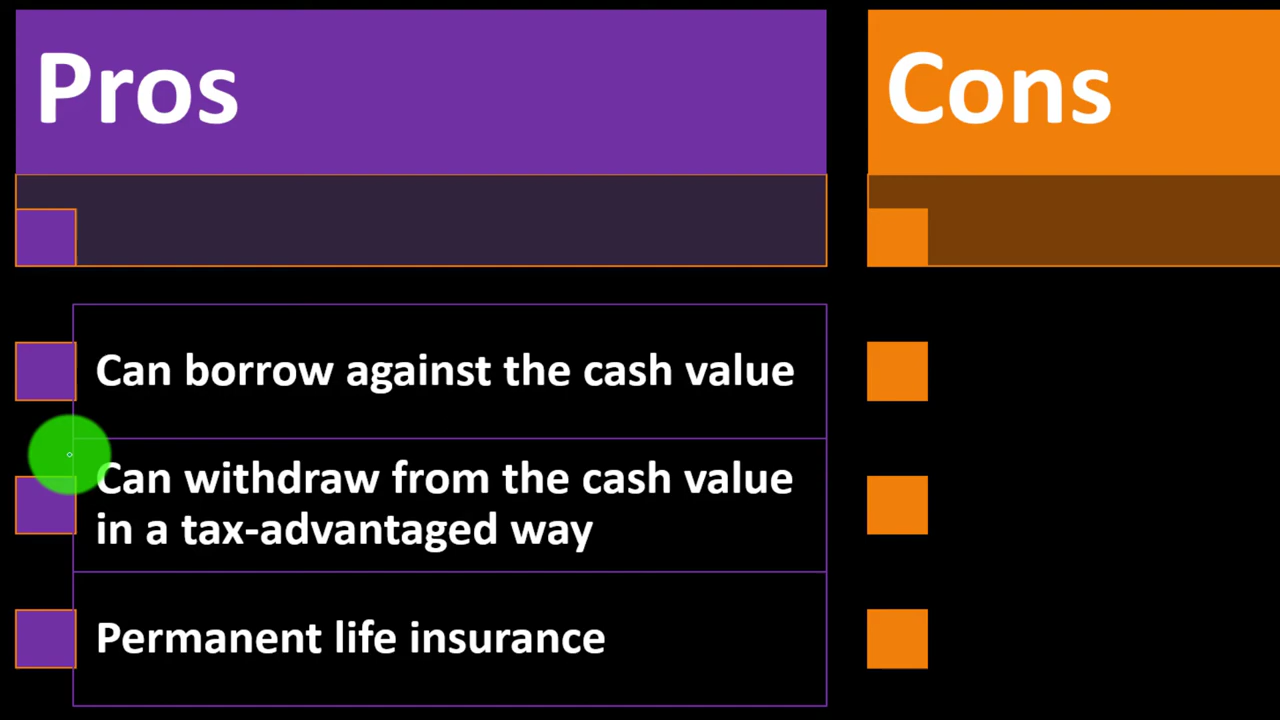 Pros
Cons
Can borrow against the cash value
Can withdraw from the cash value
in a tax-advantaged way
Permanent life insurance